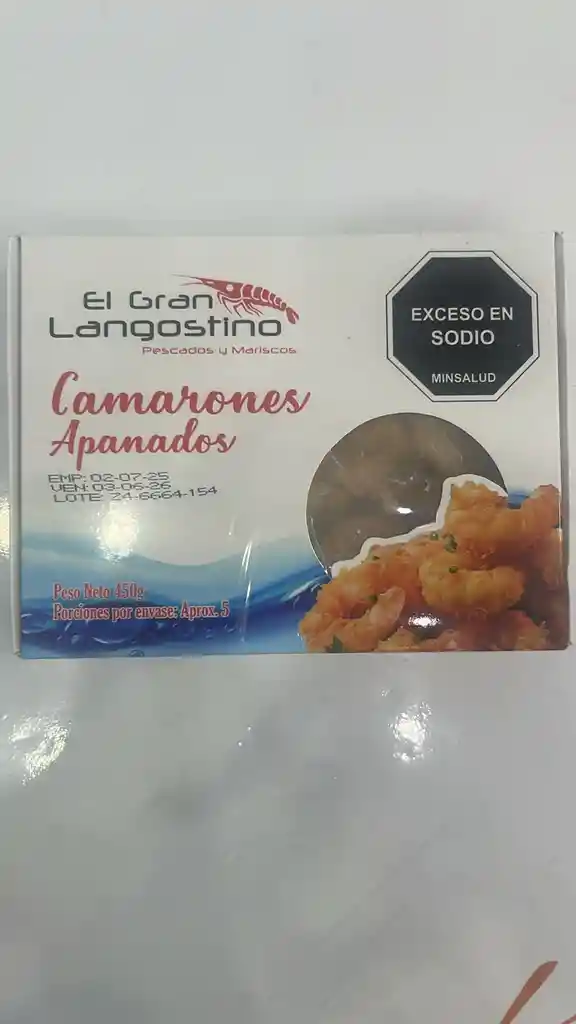 El Gran
Langostino
Pescados y Mariscos
EXCESO EN
SODIO
MINSALUD
Camarones
Apanados
EMP: 02-07-25
VEN: 03-06-26
LOTE: 24-6664-154
Peso Neto 450g
Porciones por envase: Aprox. 5